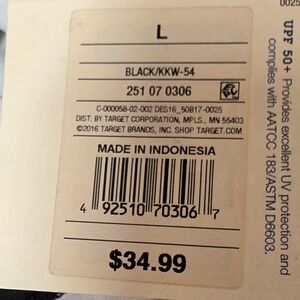 L
BLACK/KKW-54
251 07 0306
C-000058-02-002 DES16_50B17-0025
DIST. BY TARGET CORPORATION, MPLS., MN 55403
©2016 TARGET BRANDS, INC. SHOP TARGET.COM
MADE IN INDONESIA
4 92510 70306 7
$34.99
0025
UPF 50+ Provides excellent UV protection and
complies with AATCC 183/ASTM D6603.